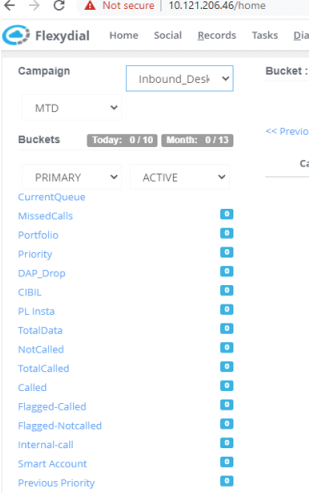 Not secure | 10.121.206.46/home
Flexydial Home Social Records Tasks
Campaign Inbound_Desk Bucket :
MTD
Buckets Today: 0 / 10 Month: 0 / 13
PRIMARY ACTIVE
CurrentQueue
MissedCalls 0
Portfolio 0
Priority 0
DAP_Drop 0
CIBIL 0
PL Insta 0
TotalData 0
NotCalled 0
TotalCalled 0
Called 0
Flagged-Called 0
Flagged-Notcalled 0
Internal-call 0
Smart Account 0
Previous Priority 0